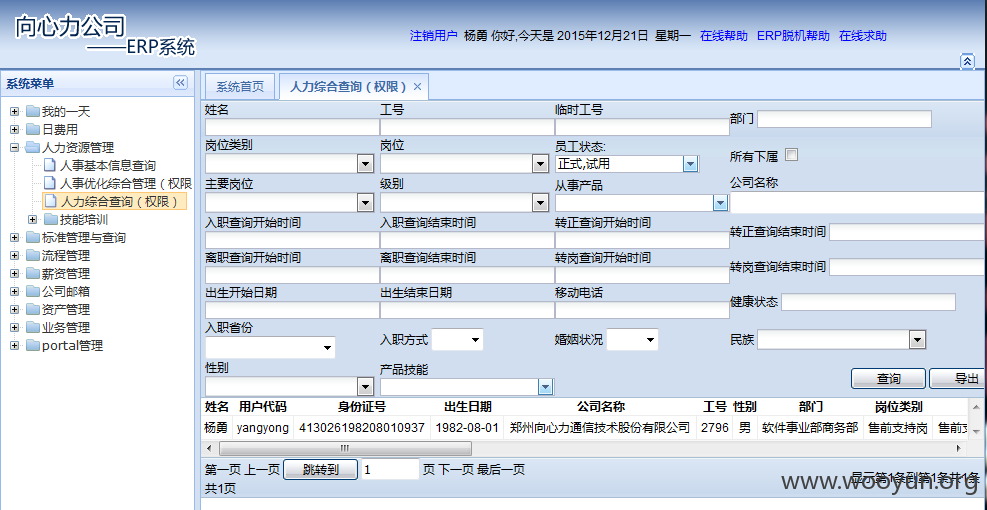 向心力公司
——ERP系统
注销用户 杨勇 你好,今天是 2015年12月21日 星期一 在线帮助 ERP脱机帮助 在线求助
系统菜单
我的一天
日费用
人力资源管理
人事基本信息查询
人事优化综合管理（权限
人力综合查询（权限）
技能培训
标准管理与查询
流程管理
薪资管理
公司邮箱
资产管理
业务管理
portal管理
系统首页 人力综合查询（权限）
姓名 工号 临时工号 部门
岗位类别 岗位 员工状态: 正式,试用 所有下属
主要岗位 级别 从事产品 公司名称
入职查询开始时间 入职查询结束时间 转正查询开始时间 转正查询结束时间
离职查询开始时间 离职查询结束时间 转岗查询开始时间 转岗查询结束时间
出生开始日期 出生结束日期 移动电话 健康状态
入职省份 入职方式 婚姻状况 民族
性别 产品技能
查询 导出
姓名 用户代码 身份证号 出生日期 公司名称 工号 性别 部门 岗位类别
杨勇 yangyong 413026198208010937 1982-08-01 郑州向心力通信技术股份有限公司 2796 男 软件事业部商务部 售前支持岗 售前支
第一页 上一页 跳转到 1 页 下一页 最后一页
共1页
显示第1条到第1条共1条
www.wooyun.org